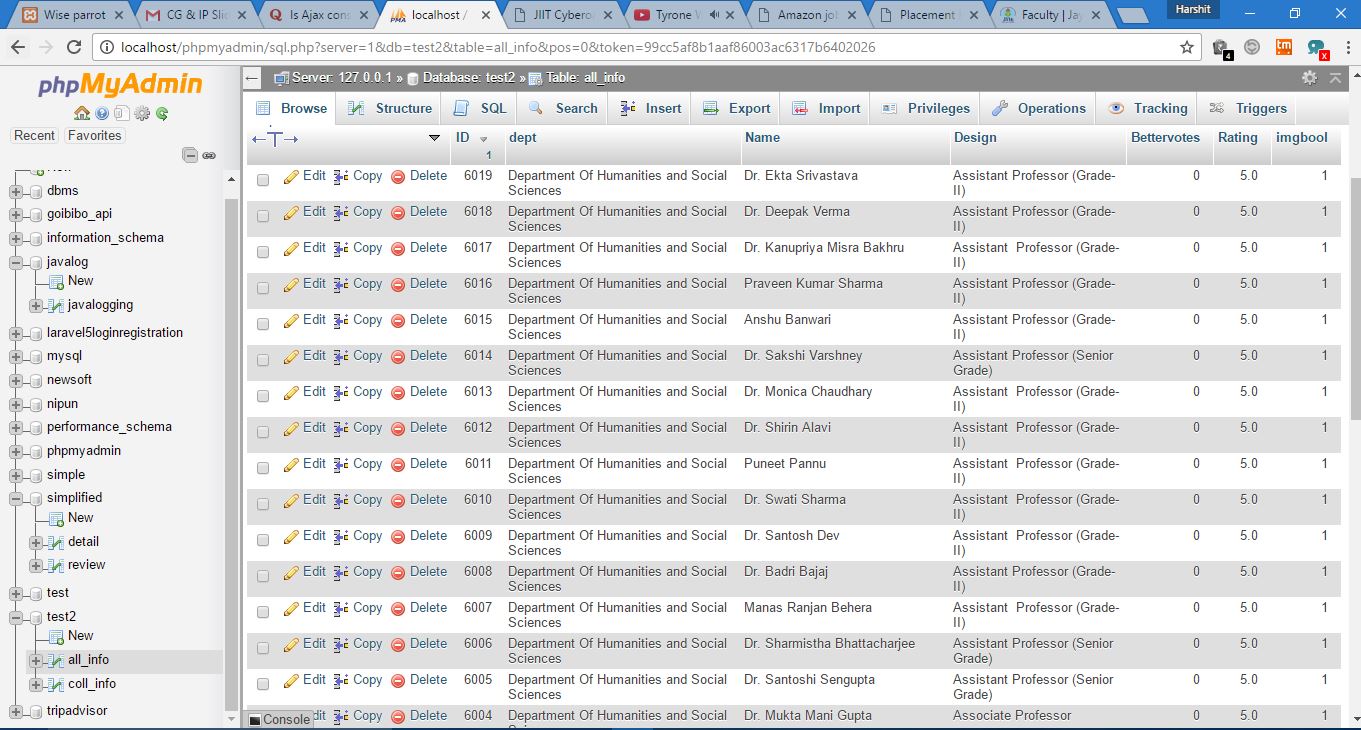 Wise parrot
CG & IP Sli
Is Ajax cons
localhost /
JIIT Cybero
Tyrone
Amazon jo
Placement
Faculty | Ja
Harshit
localhost/phpmyadmin/sql.php?server=1&db=test2&table=all_info&pos=0&token=99cc5af8b1aaf86003ac6317b6402026
4
tm
x
phpMyAdmin
Recent
Favorites
New
dbms
goibibo_api
information_schema
javalog
New
javalogging
laravel5loginregistration
mysql
newsoft
nipun
performance_schema
phpmyadmin
simple
simplified
New
detail
review
test
test2
New
all_info
coll_info
tripadvisor
Server: 127.0.0.1 » Database: test2 » Table: all_info
Browse Structure SQL Search Insert Export Import Privileges Operations Tracking Triggers
ID 1 dept Name Design Bettervotes Rating imgbool
Edit Copy Delete 6019 Department Of Humanities and Social Dr. Ekta Srivastava Assistant Professor (Grade- 0 5.0 1
Sciences II)
Edit Copy Delete 6018 Department Of Humanities and Social Dr. Deepak Verma Assistant Professor (Grade- 0 5.0 1
Sciences II)
Edit Copy Delete 6017 Department Of Humanities and Social Dr. Kanupriya Misra Bakhru Assistant Professor (Grade- 0 5.0 1
Sciences II)
Edit Copy Delete 6016 Department Of Humanities and Social Praveen Kumar Sharma Assistant Professor (Grade- 0 5.0 1
Sciences II)
Edit Copy Delete 6015 Department Of Humanities and Social Anshu Banwari Assistant Professor (Grade- 0 5.0 1
Sciences II)
Edit Copy Delete 6014 Department Of Humanities and Social Dr. Sakshi Varshney Assistant Professor (Senior 0 5.0 1
Sciences Grade)
Edit Copy Delete 6013 Department Of Humanities and Social Dr. Monica Chaudhary Assistant Professor (Grade- 0 5.0 1
Sciences II)
Edit Copy Delete 6012 Department Of Humanities and Social Dr. Shirin Alavi Assistant Professor (Grade- 0 5.0 1
Sciences II)
Edit Copy Delete 6011 Department Of Humanities and Social Puneet Pannu Assistant Professor (Grade- 0 5.0 1
Sciences II)
Edit Copy Delete 6010 Department Of Humanities and Social Dr. Swati Sharma Assistant Professor (Grade- 0 5.0 1
Sciences II)
Edit Copy Delete 6009 Department Of Humanities and Social Dr. Santosh Dev Assistant Professor (Grade- 0 5.0 1
Sciences II)
Edit Copy Delete 6008 Department Of Humanities and Social Dr. Badri Bajaj Assistant Professor (Grade- 0 5.0 1
Sciences II)
Edit Copy Delete 6007 Department Of Humanities and Social Manas Ranjan Behera Assistant Professor (Grade- 0 5.0 1
Sciences II)
Edit Copy Delete 6006 Department Of Humanities and Social Dr. Sharmistha Bhattacharjee Assistant Professor (Senior 0 5.0 1
Sciences Grade)
Edit Copy Delete 6005 Department Of Humanities and Social Dr. Santoshi Sengupta Assistant Professor (Senior 0 5.0 1
Sciences Grade)
Copy Delete 6004 Department Of Humanities and Social Dr. Mukta Mani Gupta Associate Professor 0 5.0 1
Console